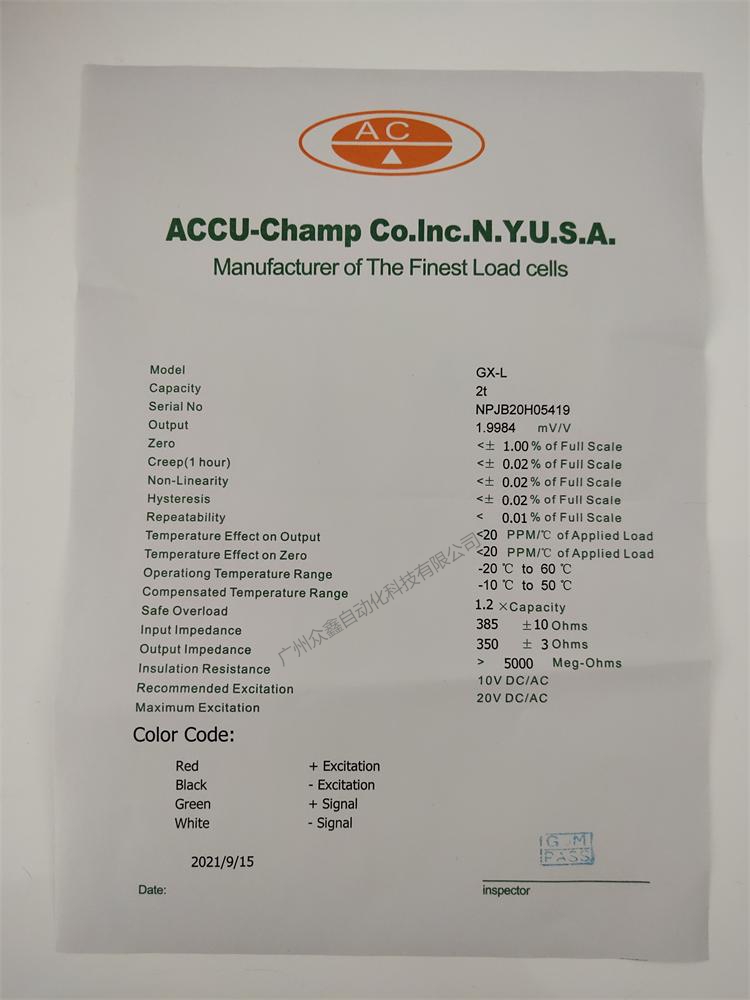 AC
ACCU-Champ Co.Inc.N.Y.U.S.A.
Manufacturer of The Finest Load cells
Model GX-L
Capacity 2t
Serial No NPJB20H05419
Output 1.9984 mV/V
Zero <± 1.00 % of Full Scale
Creep(1 hour) <± 0.02 % of Full Scale
Non-Linearity <± 0.02 % of Full Scale
Hysteresis <± 0.02 % of Full Scale
Repeatability < 0.01 % of Full Scale
Temperature Effect on Output <20 PPM/℃ of Applied Load
Temperature Effect on Zero <20 PPM/℃ of Applied Load
Operationg Temperature Range -20 ℃ to 60 ℃
Compensated Temperature Range -10 ℃ to 50 ℃
Safe Overload 1.2 ×Capacity
Input Impedance 385 ±10 Ohms
Output Impedance 350 ± 3 Ohms
Insulation Resistance > 5000 Meg-Ohms
Recommended Excitation 10V DC/AC
Maximum Excitation 20V DC/AC
广州众鑫自动化科技有限公司
Color Code:
Red + Excitation
Black - Excitation
Green + Signal
White - Signal
PASS
2021/9/15
Date: inspector